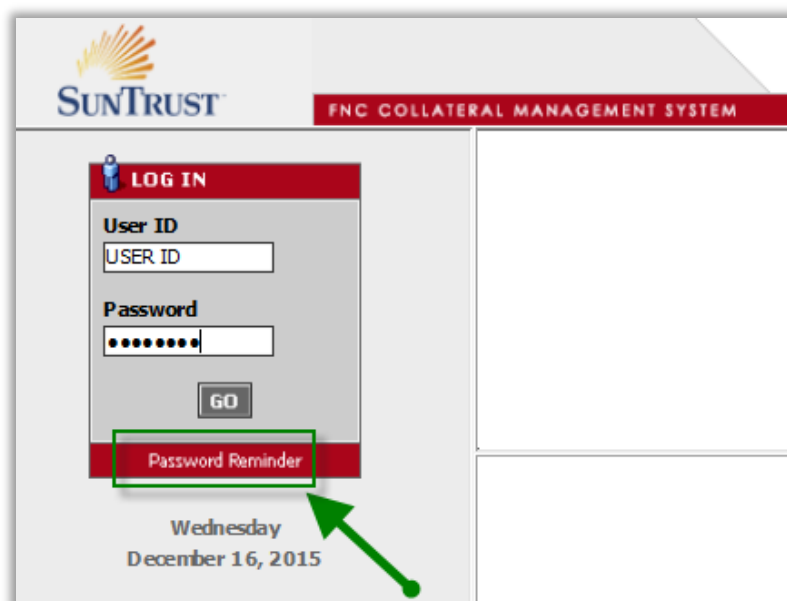 SUNTRUST
FNC COLLATERAL MANAGEMENT SYSTEM
LOG IN
User ID
USER ID
Password
••••••••
GO
Password Reminder
Wednesday
December 16, 2015